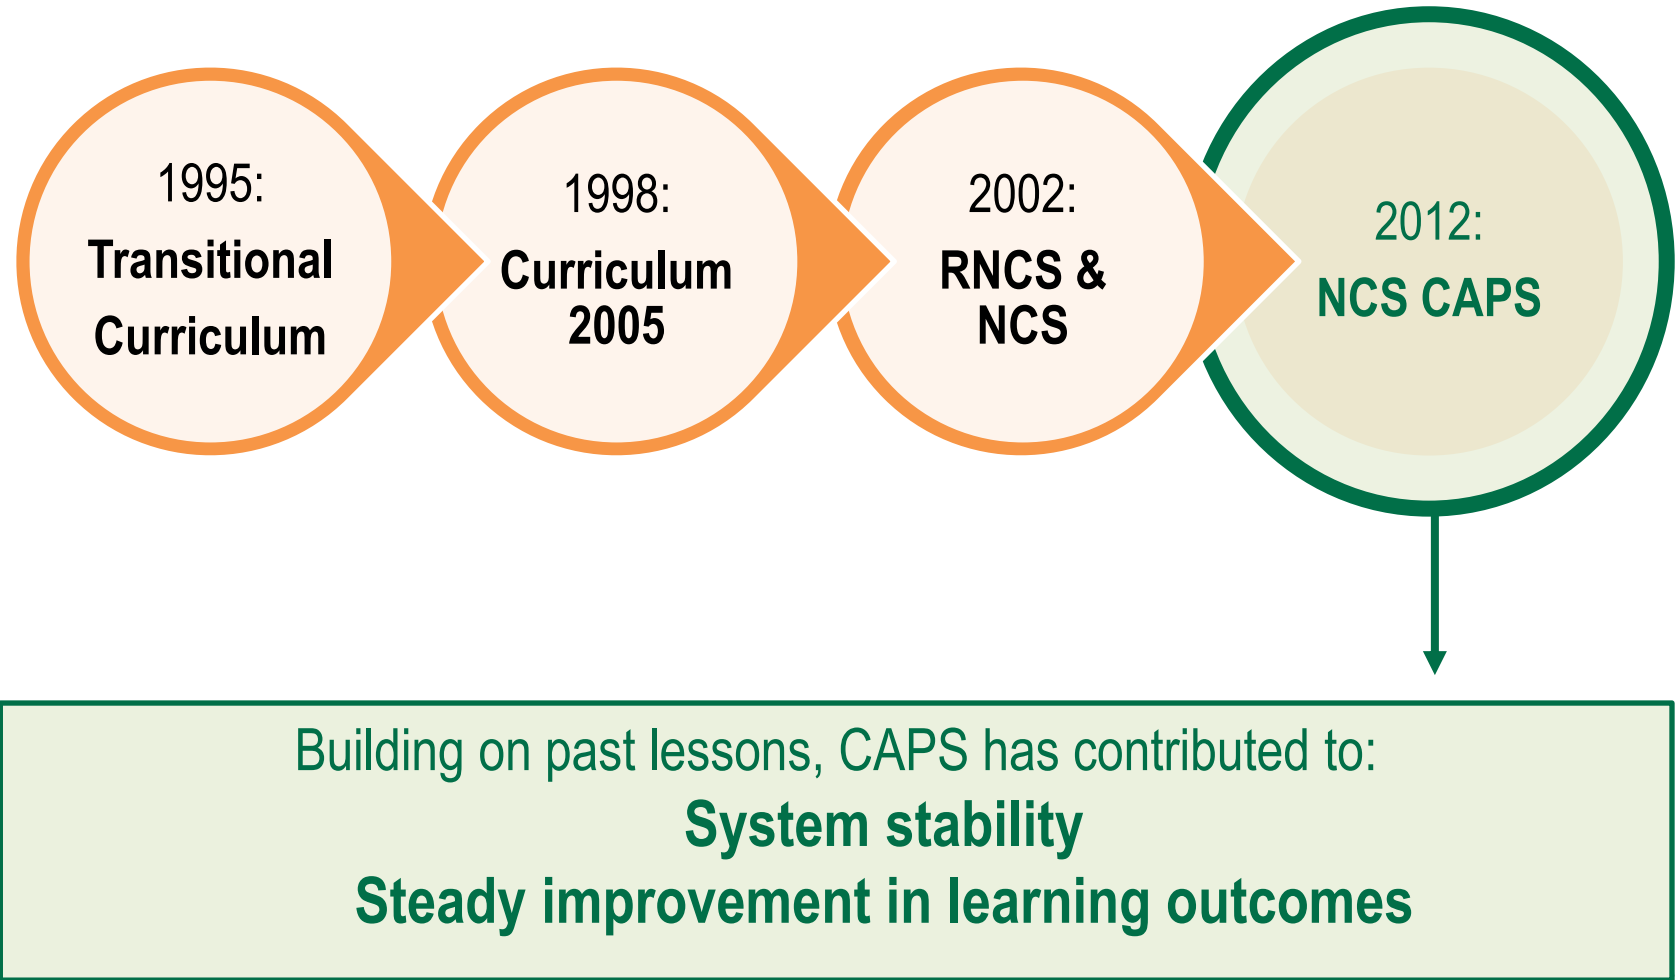 1995:
Transitional
Curriculum
1998:
Curriculum
2005
2002:
RNCS &
NCS
2012:
NCS CAPS
Building on past lessons, CAPS has contributed to:
System stability
Steady improvement in learning outcomes